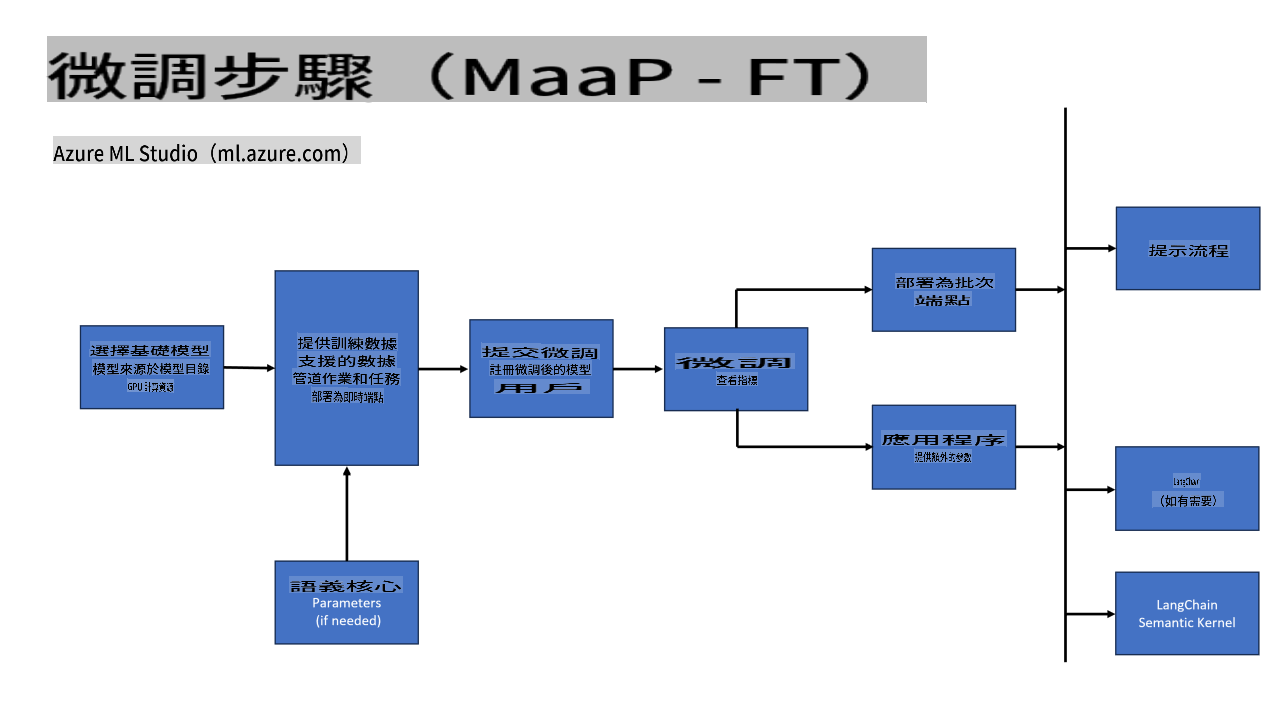 微調步驟（MaaP - FT）
Azure ML Studio（ml.azure.com）
選擇基礎模型
模型來源於模型目錄
GPU 計算資源
提供訓練數據
支援的數據
管道作業和任務
部署為即時端點
語義核心
Parameters
(if needed)
提交微調
註冊微調後的模型
用戶
微調
查看指標
部署為批次
端點
應用程序
提供額外的參數
提示流程
LangChain
（如有需要）
LangChain
Semantic Kernel